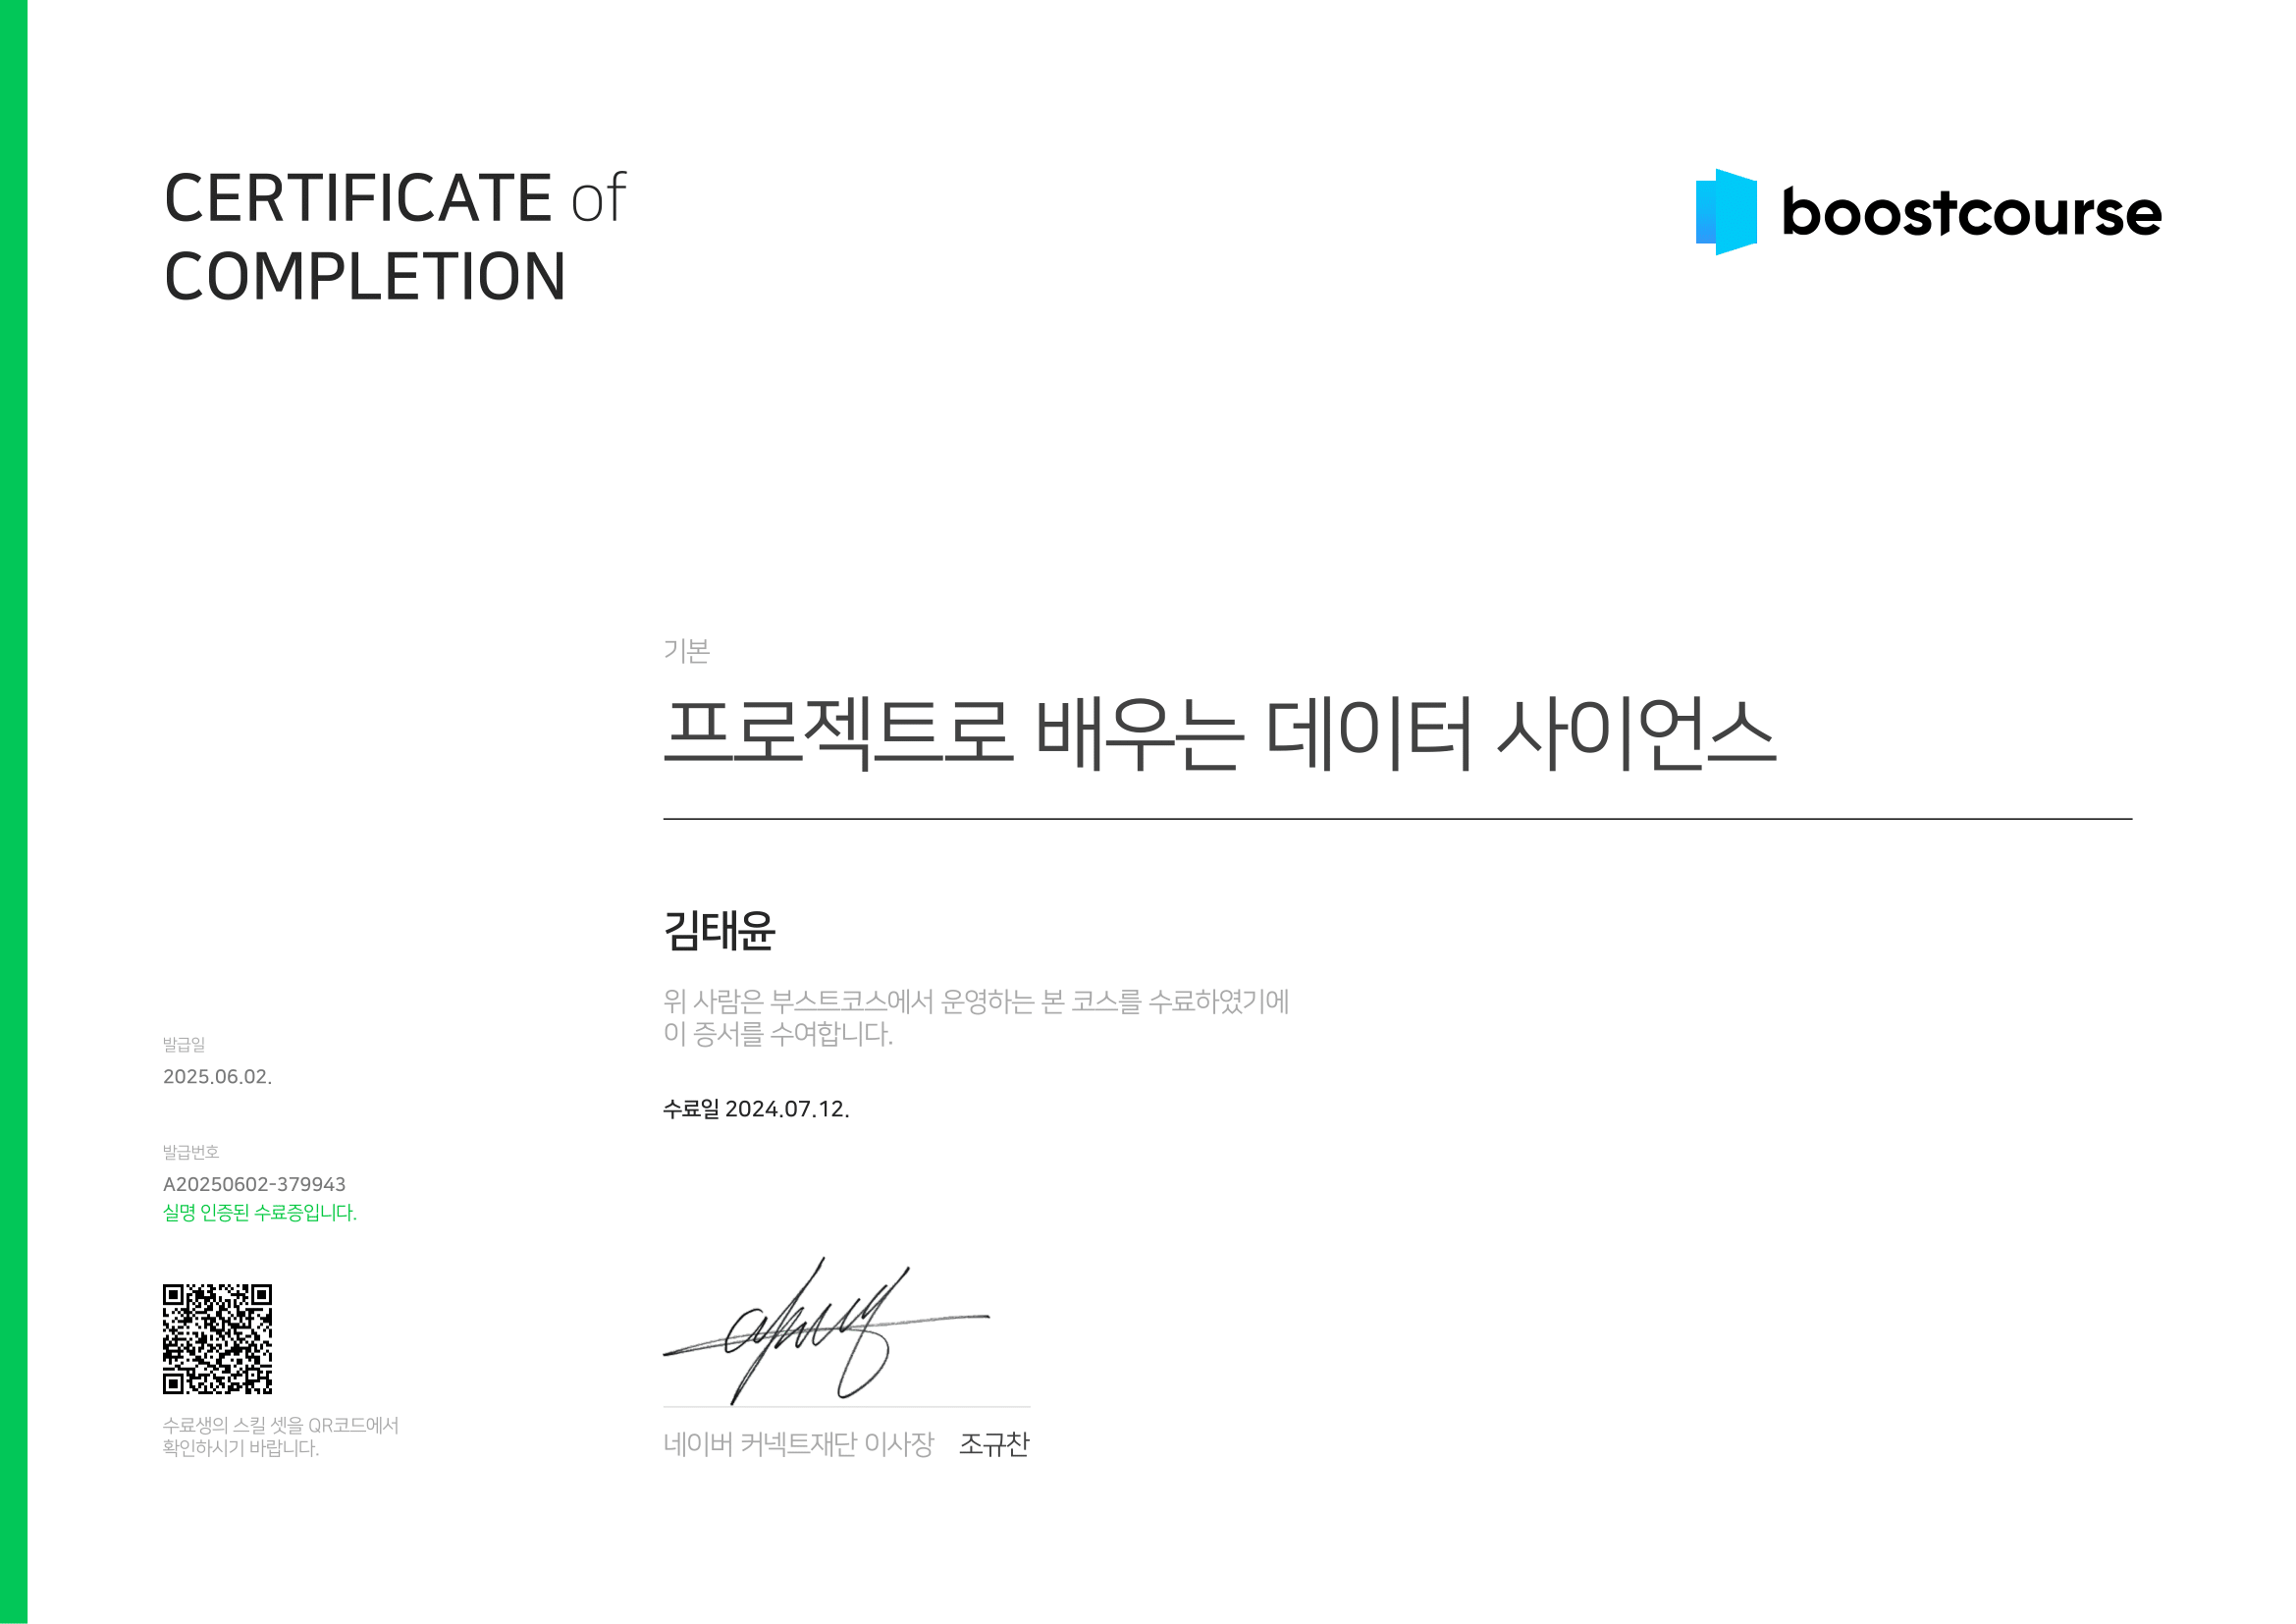 CERTIFICATE of
COMPLETION
boostcourse
기본
프로젝트로 배우는 데이터 사이언스
김태윤
위 사람은 부스트코스에서 운영하는 본 코스를 수료하였기에
이 증서를 수여합니다.
수료일 2024.07.12.
발급일
2025.06.02.
발급번호
A20250602-379943
실명 인증된 수료증입니다.
수료생의 스킬 셋을 QR코드에서
확인하시기 바랍니다.
네이버 커넥트재단 이사장 조규찬